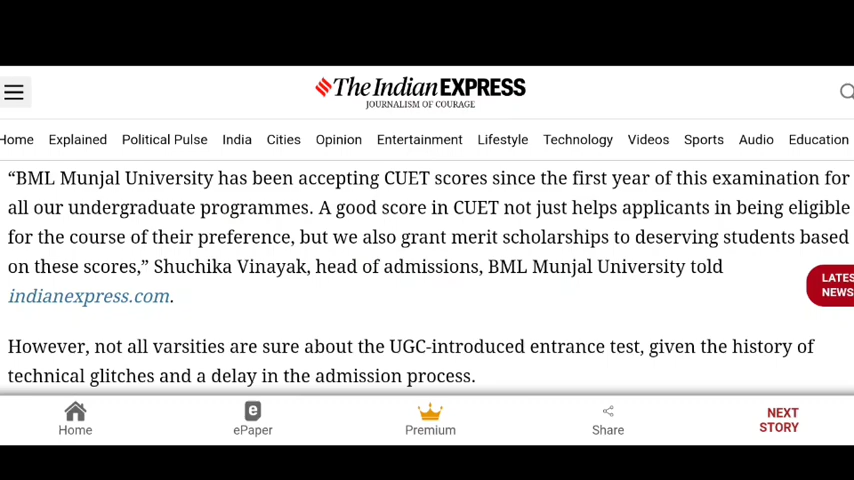 The Indian EXPRESS
JOURNALISM OF COURAGE
Home Explained Political Pulse India Cities Opinion Entertainment Lifestyle Technology Videos Sports Audio Education
“BML Munjal University has been accepting CUET scores since the first year of this examination for
all our undergraduate programmes. A good score in CUET not just helps applicants in being eligible
for the course of their preference, but we also grant merit scholarships to deserving students based
on these scores,” Shuchika Vinayak, head of admissions, BML Munjal University told
indianexpress.com.
LATES
NEWS
However, not all varsities are sure about the UGC-introduced entrance test, given the history of
technical glitches and a delay in the admission process.
Home ePaper Premium Share NEXT
STORY